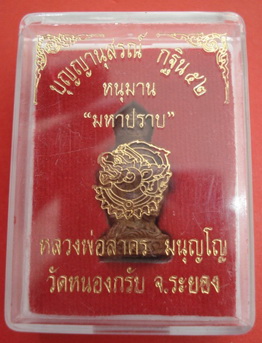 บุญญานุสรณ์ กฐิน ๕๒
หนุมาน
“มหาปราบ”
หลวงพ่อสาคร มนุญโญ
วัดหนองกรับ จ.ระยอง